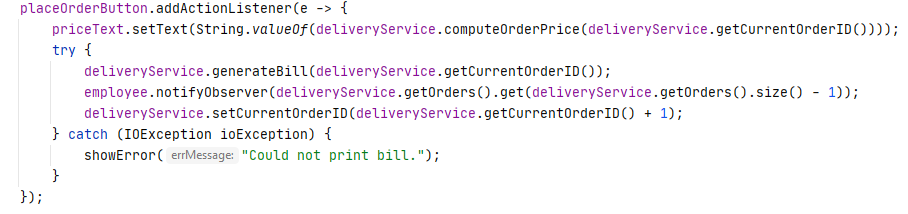 placeOrderButton.addActionListener(e -> {
    priceText.setText(String.valueOf(deliveryService.computeOrderPrice(deliveryService.getCurrentOrderID())));
    try {
        deliveryService.generateBill(deliveryService.getCurrentOrderID());
        employee.notifyObserver(deliveryService.getOrders().get(deliveryService.getOrders().size() - 1));
        deliveryService.setCurrentOrderID(deliveryService.getCurrentOrderID() + 1);
    } catch (IOException ioException) {
        showError( errMessage: "Could not print bill.");
    }
});